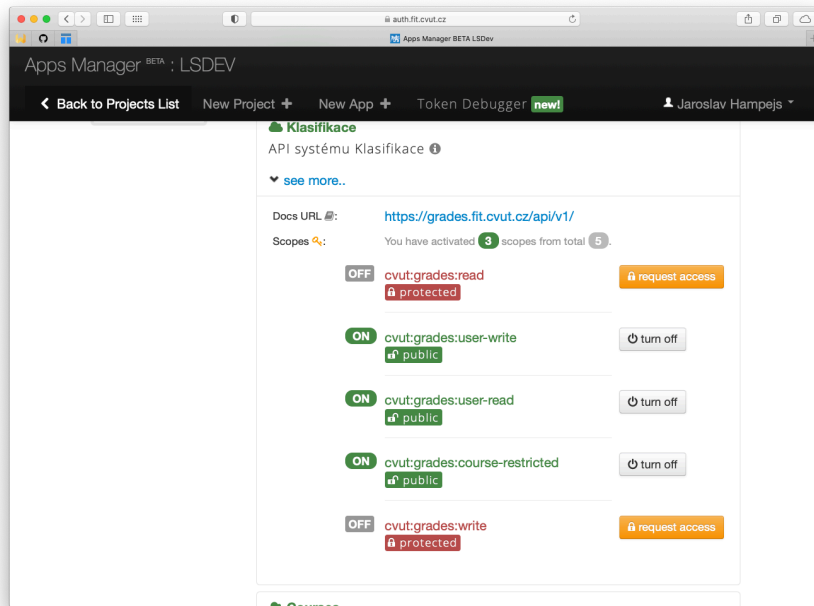 auth.fit.cvut.cz
Apps Manager BETA LSDev
Apps Manager BETA : LSDEV
Back to Projects List New Project + New App + Token Debugger new! Jaroslav Hampejs
Klasifikace
API systému Klasifikace
see more..
Docs URL : https://grades.fit.cvut.cz/api/v1/
Scopes : You have activated 3 scopes from total 5 .
OFF cvut:grades:read request access
protected
ON cvut:grades:user-write turn off
public
ON cvut:grades:user-read turn off
public
ON cvut:grades:course-restricted turn off
public
OFF cvut:grades:write request access
protected
Courses